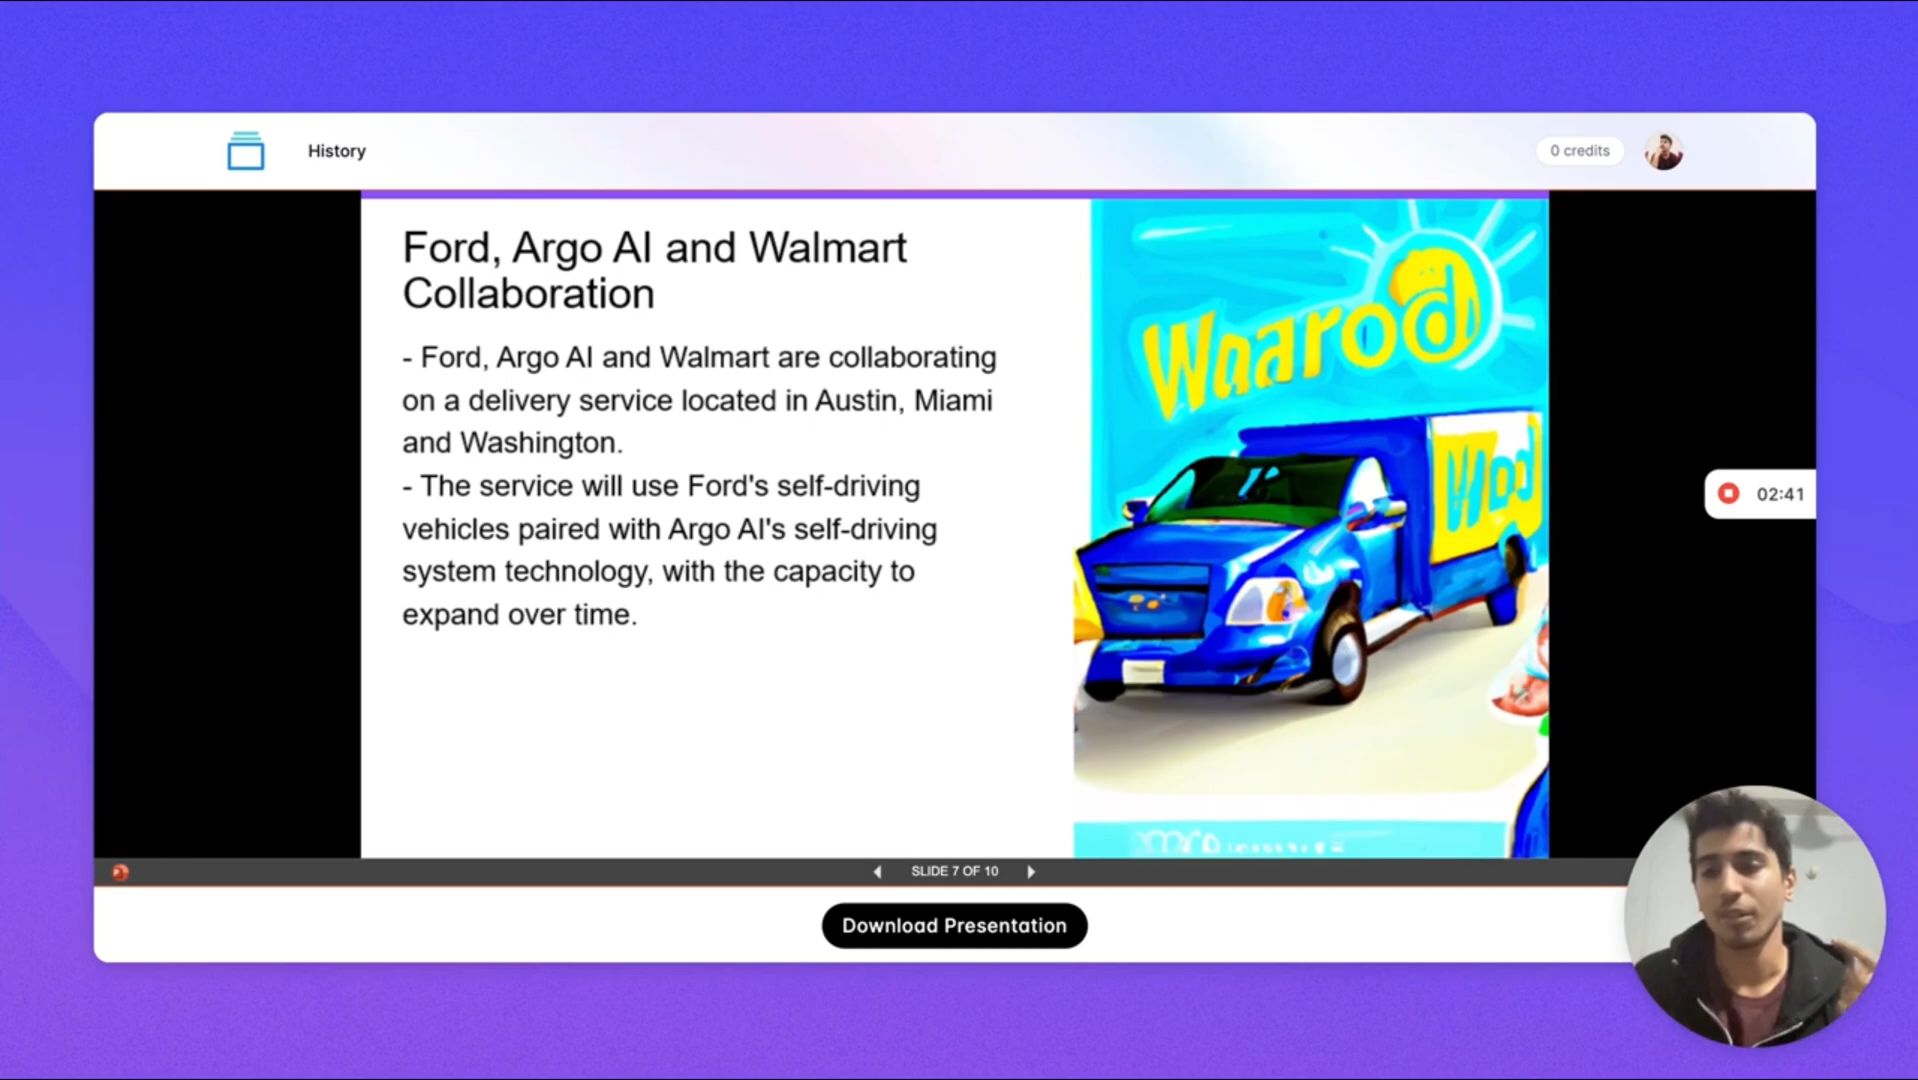 History
0 credits
Ford, Argo AI and Walmart
Collaboration
- Ford, Argo AI and Walmart are collaborating
on a delivery service located in Austin, Miami
and Washington.
- The service will use Ford's self-driving
vehicles paired with Argo AI's self-driving
system technology, with the capacity to
expand over time.
Waarod
02:41
SLIDE 7 OF 10
Download Presentation